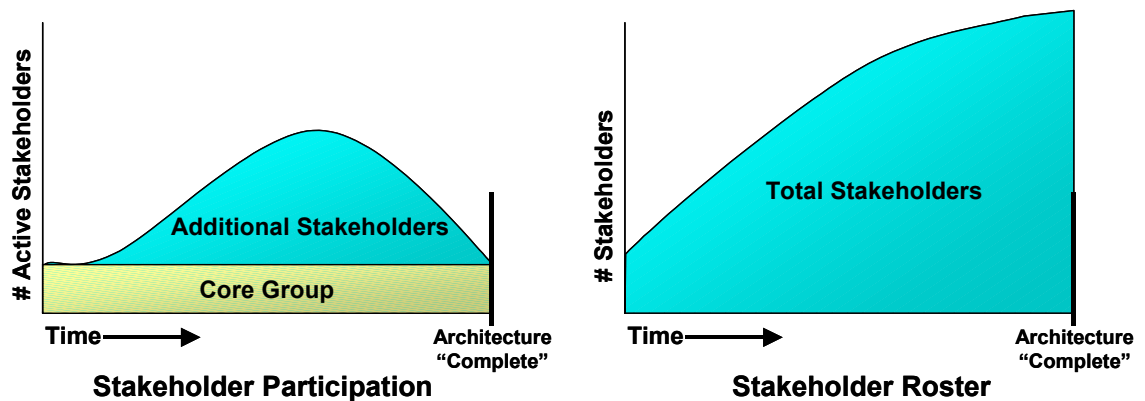 # Active Stakeholders
Additional Stakeholders
Core Group
Time
Architecture
“Complete”
Stakeholder Participation
# Stakeholders
Total Stakeholders
Time
Architecture
“Complete”
Stakeholder Roster